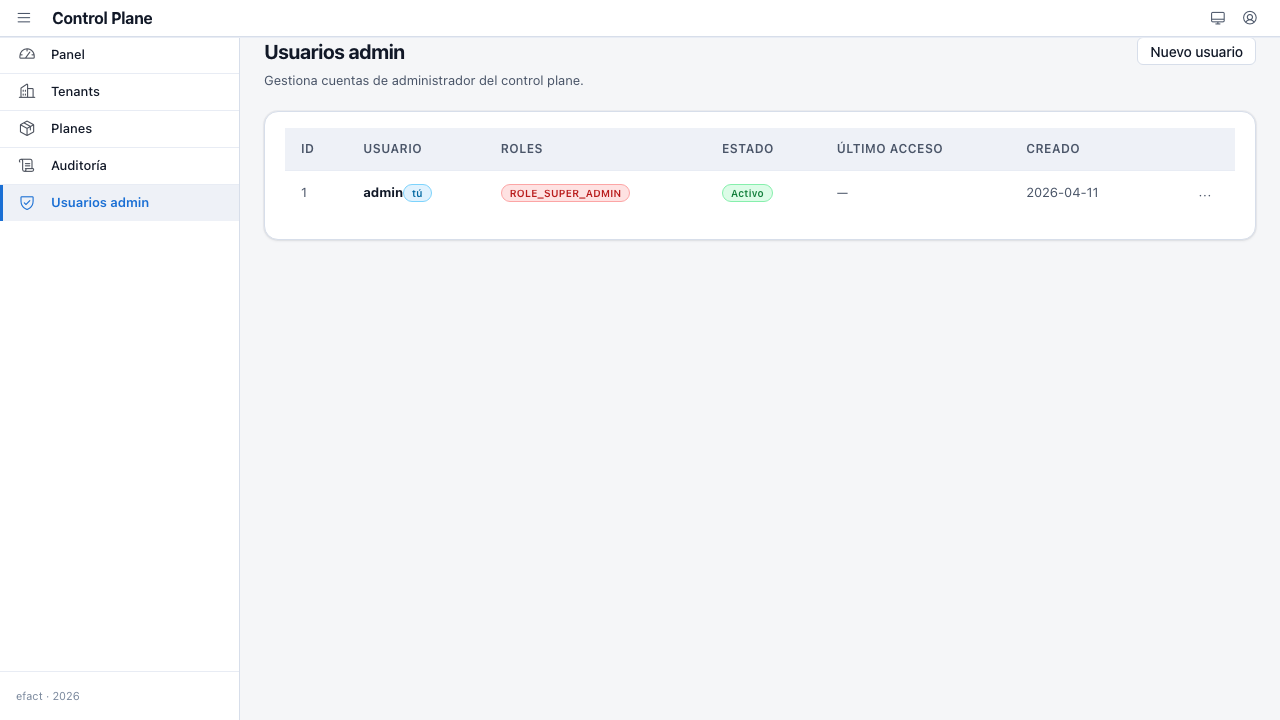 Control Plane
Panel
Tenants
Planes
Auditoría
Usuarios admin
efact · 2026
Usuarios admin
Nuevo usuario
Gestiona cuentas de administrador del control plane.
ID USUARIO ROLES ESTADO ÚLTIMO ACCESO CREADO
1 admin tú ROLE_SUPER_ADMIN Activo — 2026-04-11 ...